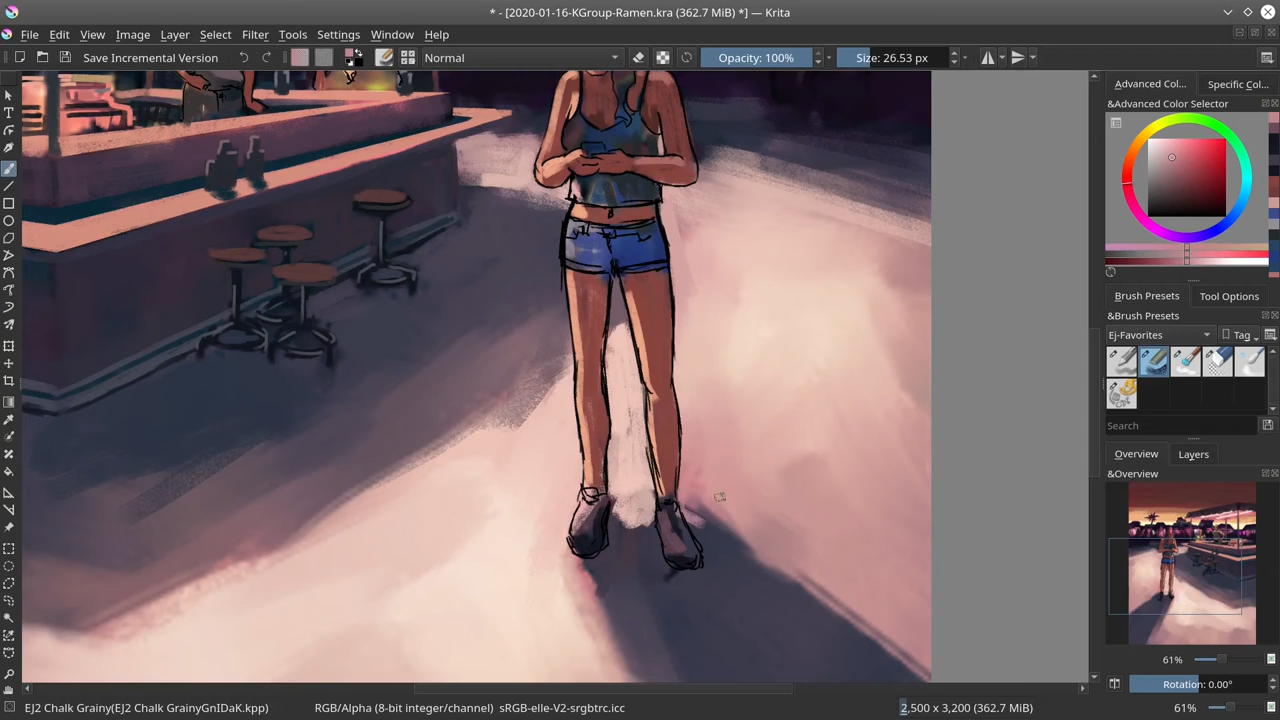 * - [2020-01-16-KGroup-Ramen.kra (362.7 MiB) *] — Krita
File Edit View Image Layer Select Filter Tools Settings Window Help
Save Incremental Version Normal Opacity: 100% Size: 26.53 px
Advanced Col... Specific Col...
&Advanced Color Selector
Brush Presets Tool Options
&Brush Presets
Ej-Favorites Tag
Search
Overview Layers
&Overview
61%
Rotation: 0.00°
EJ2 Chalk Grainy(EJ2 Chalk GrainyGnIDaK.kpp) RGB/Alpha (8-bit integer/channel) sRGB-elle-V2-srgbtrc.icc 2,500 x 3,200 (362.7 MiB) 61%